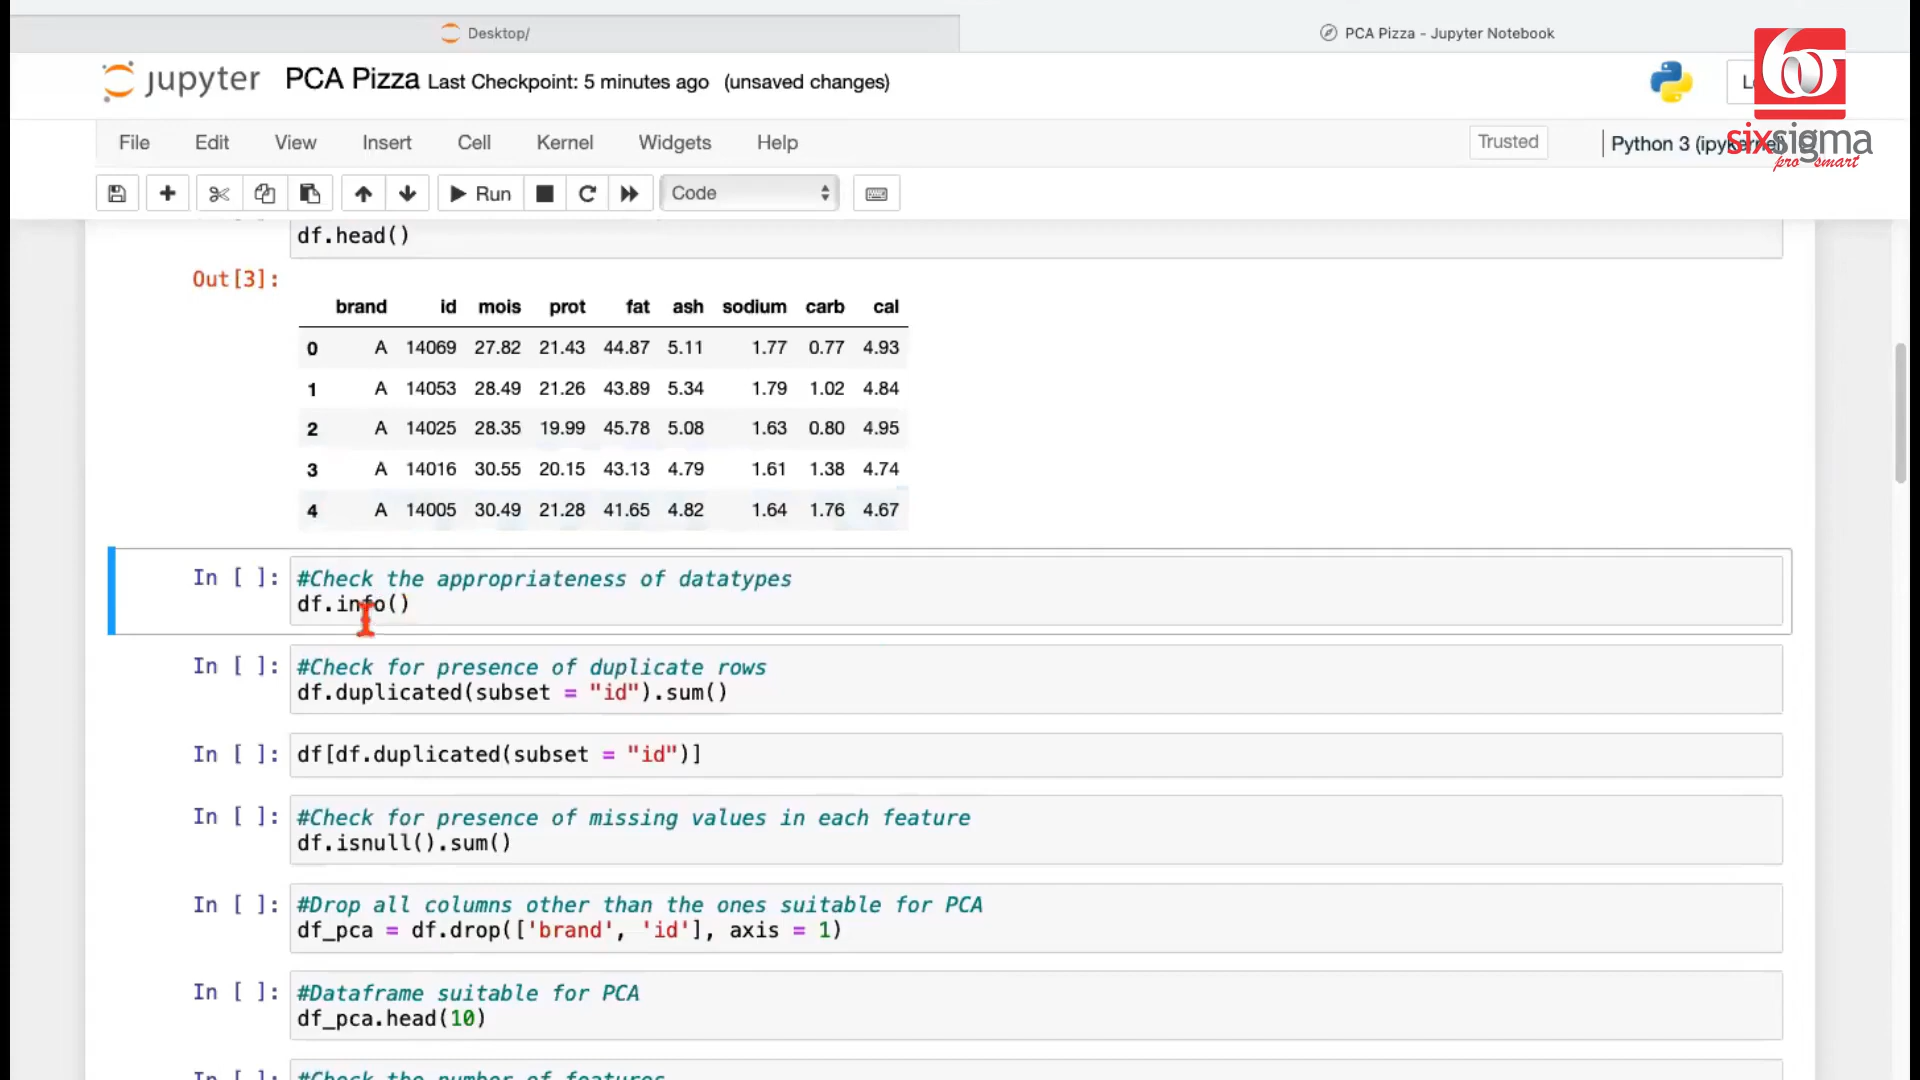 Desktop/
PCA Pizza - Jupyter Notebook
jupyter PCA Pizza Last Checkpoint: 5 minutes ago (unsaved changes)
File Edit View Insert Cell Kernel Widgets Help
Trusted
Python 3
sixsigma
pro smart
Run
Code
df.head()
Out[3]:
brand id mois prot fat ash sodium carb cal
0 A 14069 27.82 21.43 44.87 5.11 1.77 0.77 4.93
1 A 14053 28.49 21.26 43.89 5.34 1.79 1.02 4.84
2 A 14025 28.35 19.99 45.78 5.08 1.63 0.80 4.95
3 A 14016 30.55 20.15 43.13 4.79 1.61 1.38 4.74
4 A 14005 30.49 21.28 41.65 4.82 1.64 1.76 4.67
In [ ]: #Check the appropriateness of datatypes
df.info()
In [ ]: #Check for presence of duplicate rows
df.duplicated(subset = "id").sum()
In [ ]: df[df.duplicated(subset = "id")]
In [ ]: #Check for presence of missing values in each feature
df.isnull().sum()
In [ ]: #Drop all columns other than the ones suitable for PCA
df_pca = df.drop(['brand', 'id'], axis = 1)
In [ ]: #Dataframe suitable for PCA
df_pca.head(10)
In [ ]: #Check the number of features